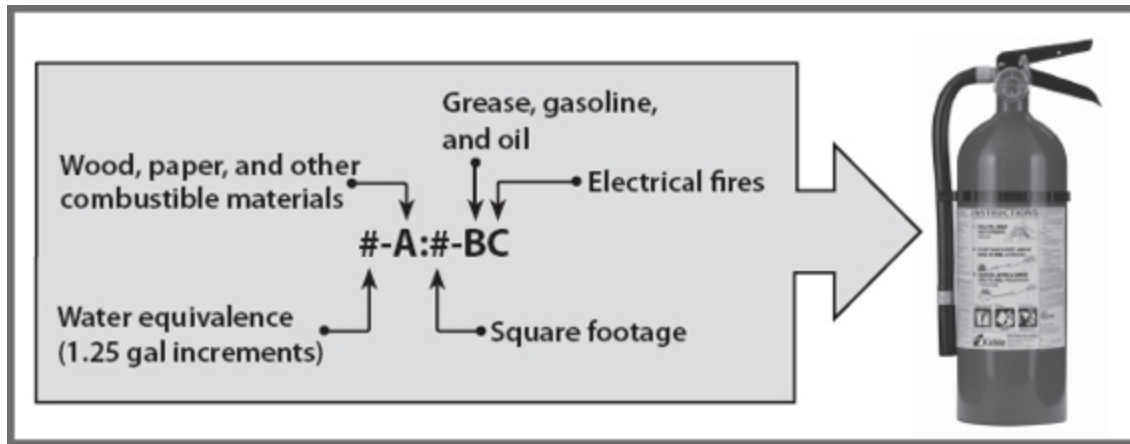 Grease, gasoline,
and oil
Wood, paper, and other
combustible materials
Electrical fires
#-A:#-BC
Water equivalence
(1.25 gal increments)
Square footage
INSTRUCTIONS
Kidde